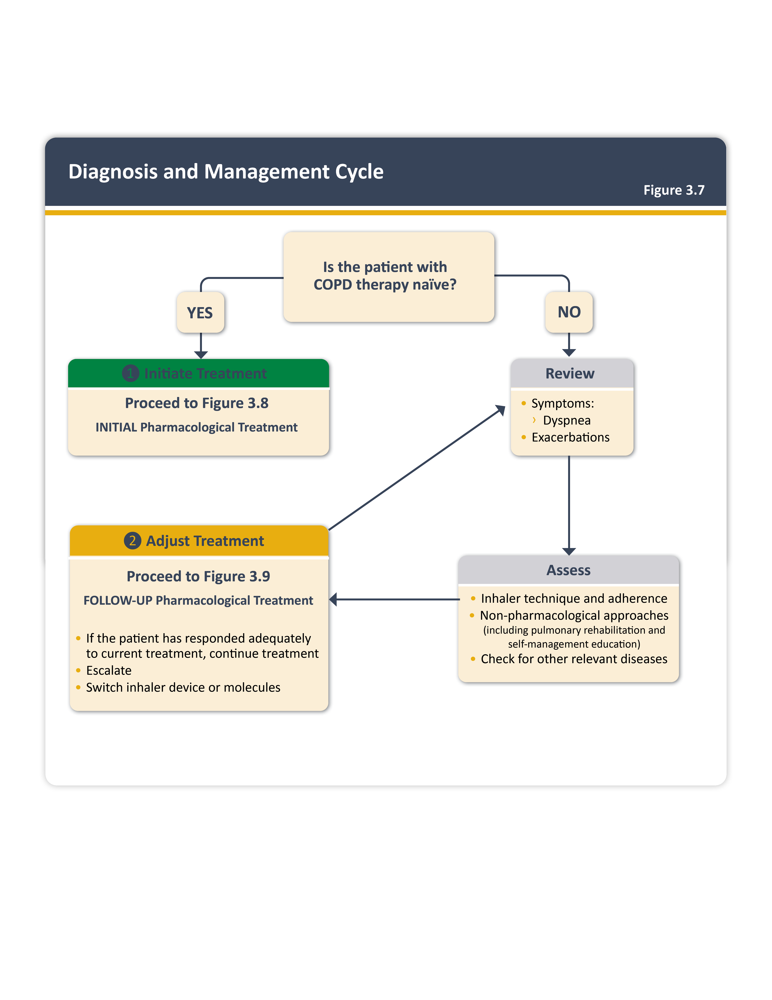 Diagnosis and Management Cycle
Figure 3.7
Is the patient with
COPD therapy naïve?
YES
NO
1 Initiate Treatment
Proceed to Figure 3.8
INITIAL Pharmacological Treatment
Review
• Symptoms:
› Dyspnea
• Exacerbations
2 Adjust Treatment
Proceed to Figure 3.9
FOLLOW-UP Pharmacological Treatment
• If the patient has responded adequately
to current treatment, continue treatment
• Escalate
• Switch inhaler device or molecules
Assess
• Inhaler technique and adherence
• Non-pharmacological approaches
(including pulmonary rehabilitation and
self-management education)
• Check for other relevant diseases